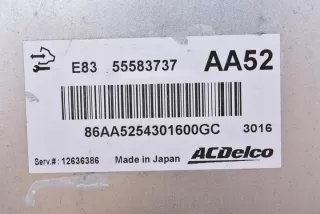 E83 55583737 AA52
86AA5254301600GC 3016
Serv.#: 12636386 Made in Japan ACDelco